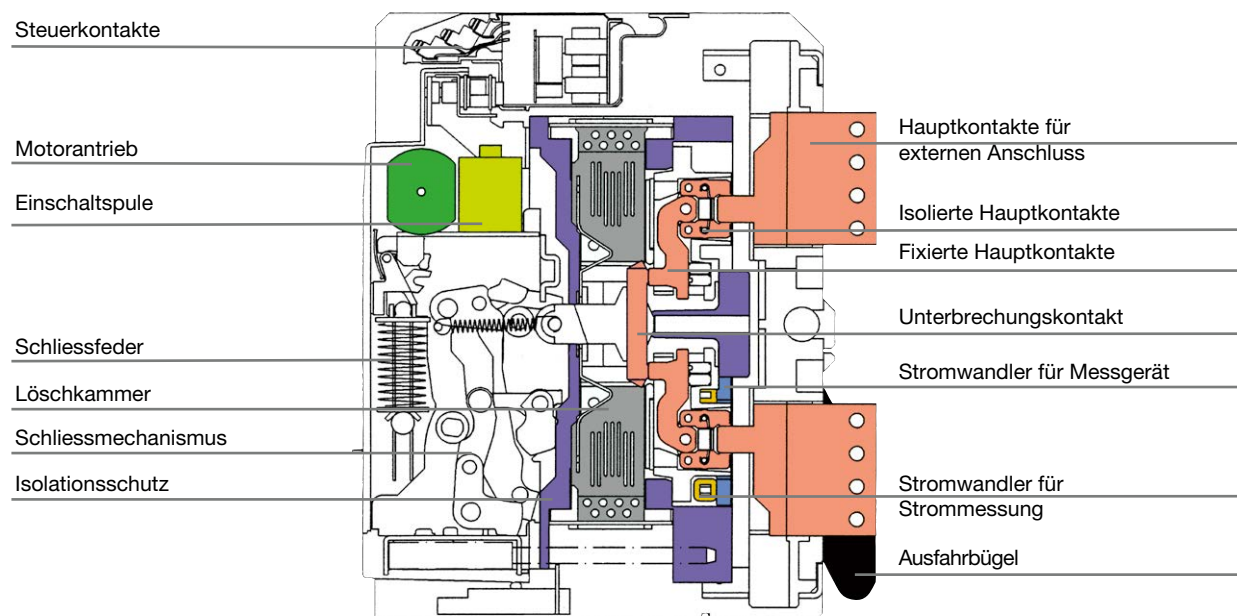 Steuerkontakte
Motorantrieb
Einschaltspule
Schliessfeder
Löschkammer
Schliessmechanismus
Isolationsschutz
Hauptkontakte für
externen Anschluss
Isolierte Hauptkontakte
Fixierte Hauptkontakte
Unterbrechungskontakt
Stromwandler für Messgerät
Stromwandler für
Strommessung
Ausfahrbügel